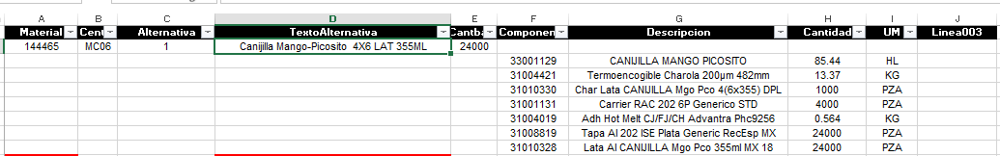 A B C D E F G H I J
Material Cent Alternativa TextoAlternativa Cantba Componen Descripcion Cantidad UM Linea003
144465 MC06 1 Canijilla Mango-Picosito 4X6 LAT 355ML 24000
33001129 CANIJILLA MANGO PICOSITO 85.44 HL
31004421 Termoencogible Charola 200µm 482mm 13.37 KG
31010330 Char Lata CANIJILLA Mgo Pco 4(6x355) DPL 1000 PZA
31001131 Carrier RAC 202 6P Generico STD 4000 PZA
31004019 Adh Hot Melt CJ/FJ/CH Advantra Phc9256 0.564 KG
31008819 Tapa Al 202 ISE Plata Generic RecEsp MX 24000 PZA
31010328 Lata Al CANIJILLA Mgo Pco 355ml MX 18 24000 PZA